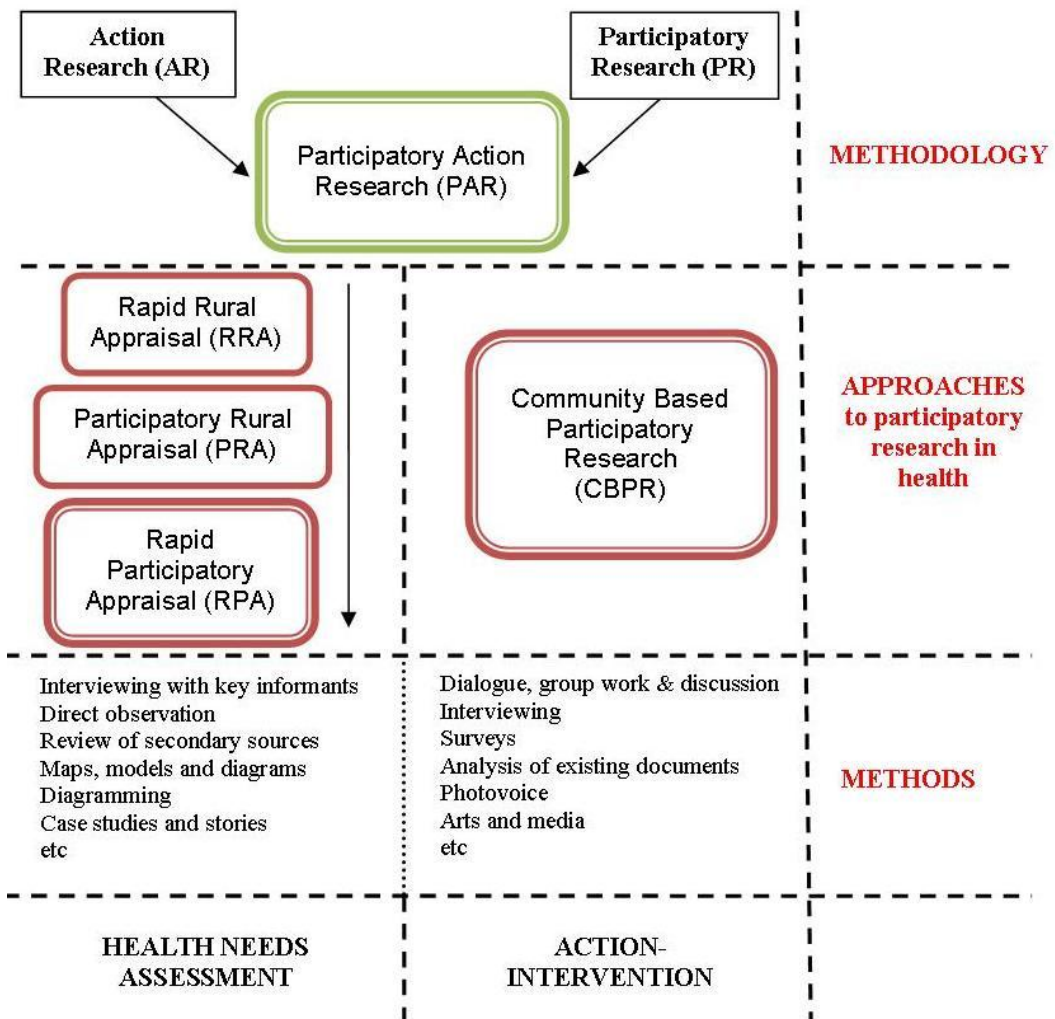 Action
Research (AR)
Participatory
Research (PR)
Participatory Action
Research (PAR)
METHODOLOGY
Rapid Rural
Appraisal (RRA)
Participatory Rural
Appraisal (PRA)
Rapid
Participatory
Appraisal (RPA)
Community Based
Participatory
Research
(CBPR)
APPROACHES
to participatory
research in
health
Interviewing with key informants
Direct observation
Review of secondary sources
Maps, models and diagrams
Diagramming
Case studies and stories
etc
Dialogue, group work & discussion
Interviewing
Surveys
Analysis of existing documents
Photovoice
Arts and media
etc
METHODS
HEALTH NEEDS
ASSESSMENT
ACTION-
INTERVENTION